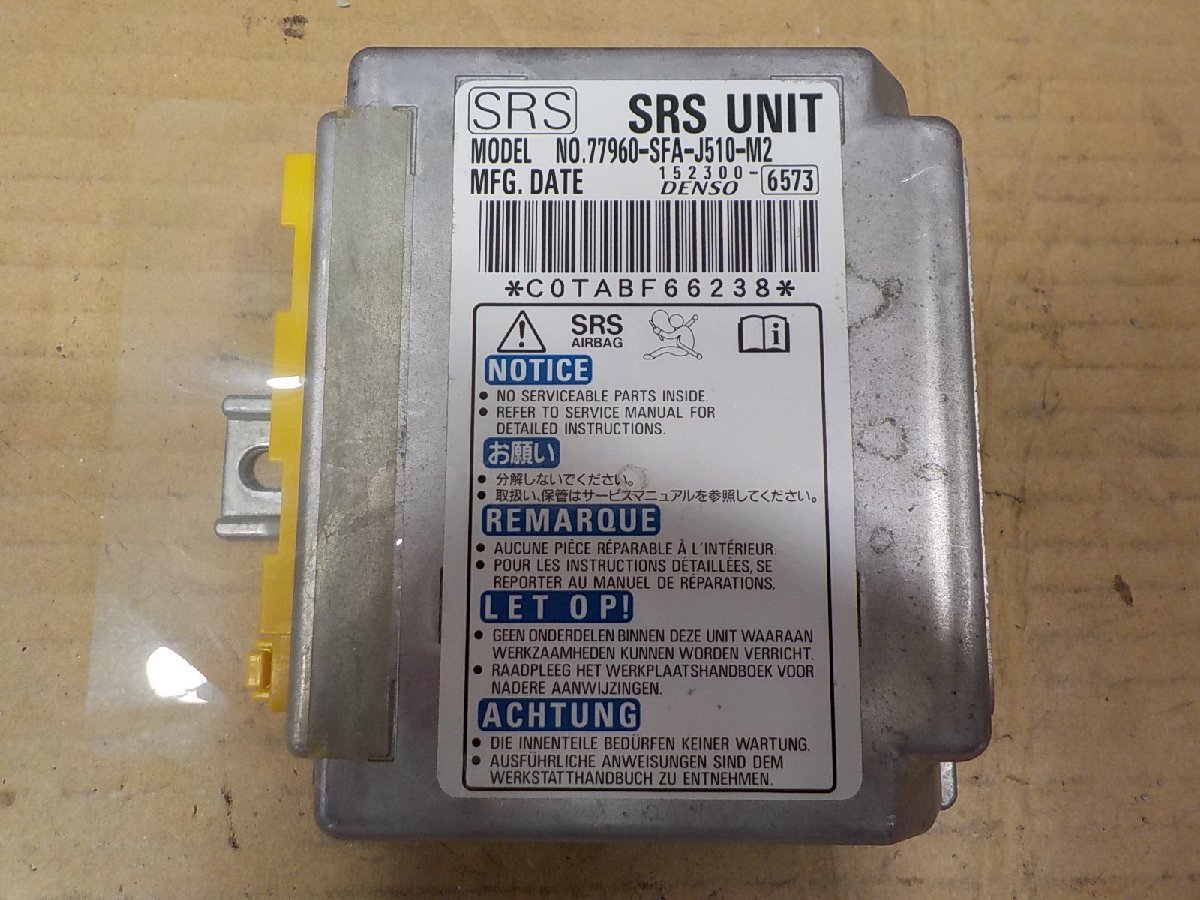 SRS SRS UNIT
MODEL NO.77960-SFA-J510-M2
MFG. DATE 152300-6573
DENSO
*C0TABF66238*
SRS
AIRBAG
NOTICE
• NO SERVICEABLE PARTS INSIDE.
• REFER TO SERVICE MANUAL FOR
DETAILED INSTRUCTIONS.
お願い
• 分解しないでください。
• 取扱い、保管はサービスマニュアルを参照してください。
REMARQUE
• AUCUNE PIÈCE RÉPARABLE À L'INTÉRIEUR.
• POUR LES INSTRUCTIONS DÉTAILLÉES, SE
REPORTER AU MANUEL DE RÉPARATIONS.
LET OP!
• GEEN ONDERDELEN BINNEN DEZE UNIT WAARAAN
WERKZAAMHEDEN KUNNEN WORDEN VERRICHT.
• RAADPLEEG HET WERKPLAATSHANDBOEK VOOR
NADERE AANWIJZINGEN.
ACHTUNG
• DIE INNENTEILE BEDÜRFEN KEINER WARTUNG.
• AUSFÜHRLICHE ANWEISUNGEN SIND DEM
WERKSTATTHANDBUCH ZU ENTNEHMEN.